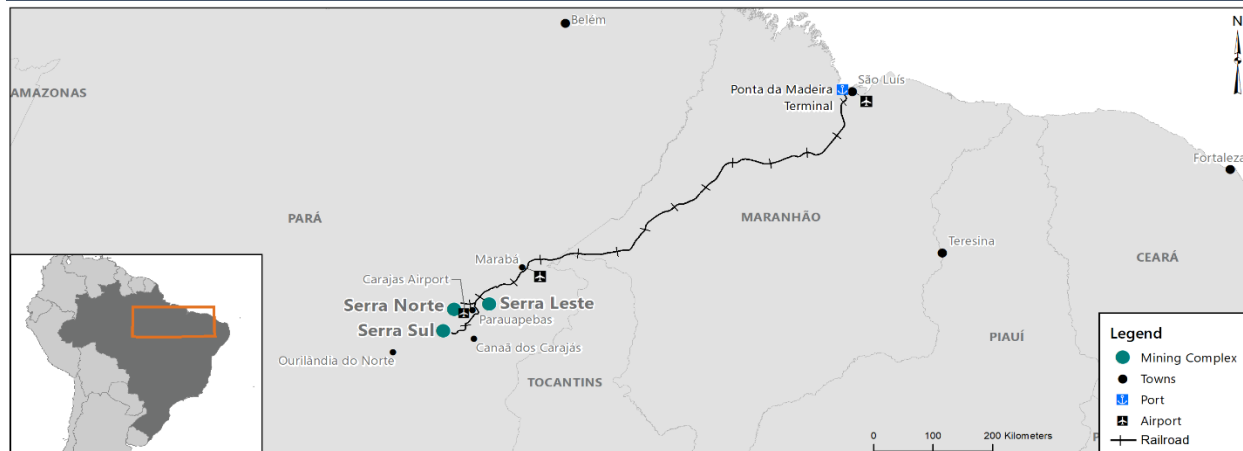 Belém
N
AMAZONAS
São Luís
Ponta da Madeira
Terminal
Fortaleza
PARÁ
MARANHÃO
Teresina
CEARÁ
Marabá
Carajas Airport
Serra Norte
Serra Leste
Parauapebas
Serra Sul
Canaã dos Carajas
Ourilândia do Norte
PIAUÍ
TOCANTINS
Legend
Mining Complex
Towns
Port
Airport
Railroad
0 100 200 Kilometers